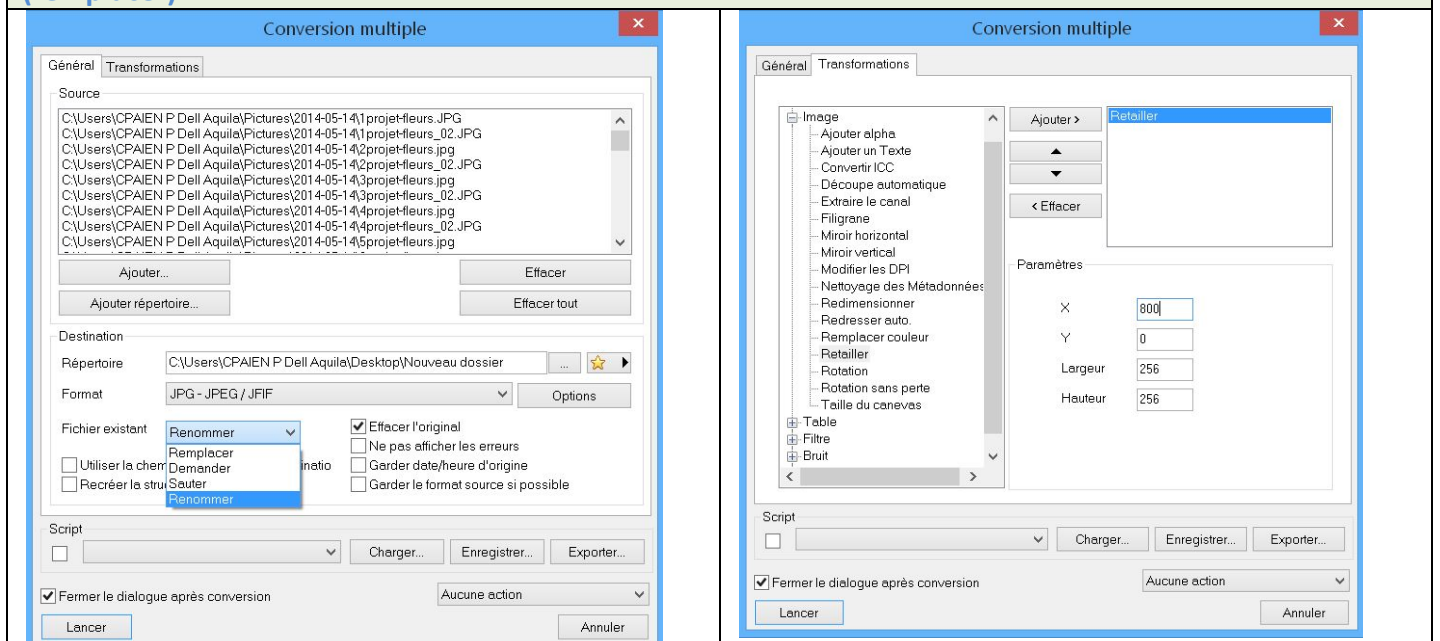 Conversion multiple
Général Transformations
Source
C:\Users\CPAIEN P Dell Aquila\Pictures\2014-05-14\1projet-fleurs.JPG
C:\Users\CPAIEN P Dell Aquila\Pictures\2014-05-14\1projet-fleurs_02.JPG
C:\Users\CPAIEN P Dell Aquila\Pictures\2014-05-14\2projet-fleurs.jpg
C:\Users\CPAIEN P Dell Aquila\Pictures\2014-05-14\2projet-fleurs_02.JPG
C:\Users\CPAIEN P Dell Aquila\Pictures\2014-05-14\3projet-fleurs.jpg
C:\Users\CPAIEN P Dell Aquila\Pictures\2014-05-14\3projet-fleurs_02.JPG
C:\Users\CPAIEN P Dell Aquila\Pictures\2014-05-14\4projet-fleurs.jpg
C:\Users\CPAIEN P Dell Aquila\Pictures\2014-05-14\4projet-fleurs_02.JPG
C:\Users\CPAIEN P Dell Aquila\Pictures\2014-05-14\5projet-fleurs.jpg
Ajouter... Effacer
Ajouter répertoire... Effacer tout
Destination
Répertoire C:\Users\CPAIEN P Dell Aquila\Desktop\Nouveau dossier ...
Format JPG - JPEG / JFIF Options
Fichier existant Renommer Effacer l'original
Remplacer Ne pas afficher les erreurs
Utiliser la chem Demander inatio Garder date/heure d'origine
Recréer la stru Sauter Garder le format source si possible
Renommer
Script
Charger... Enregistrer... Exporter...
Fermer le dialogue après conversion Aucune action
Lancer Annuler
Conversion multiple
Général Transformations
Image Ajouter > Retailler
Ajouter alpha
Ajouter un Texte
Convertir ICC
Découpe automatique
Extraire le canal
< Effacer
Filigrane
Miroir horizontal
Miroir vertical
Modifier les DPI Paramètres
Nettoyage des Métadonnées
Redimensionner X 800
Redresser auto.
Remplacer couleur Y 0
Retailler
Rotation Largeur 256
Rotation sans perte Hauteur 256
Taille du canevas
Table
Filtre
Bruit
Script
Charger... Enregistrer... Exporter...
Fermer le dialogue après conversion Aucune action
Lancer Annuler